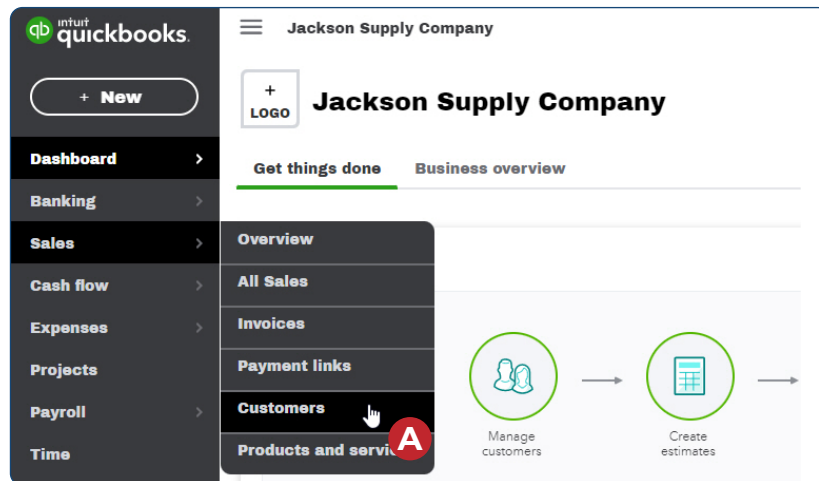 qb intuit quickbooks.
Jackson Supply Company
+ New
+ LOGO
Jackson Supply Company
Get things done
Business overview
Dashboard
Banking
Sales
Cash flow
Expenses
Projects
Payroll
Time
Overview
All Sales
Invoices
Payment links
Customers
Products and servi
A
Manage
customers
Create
estimates